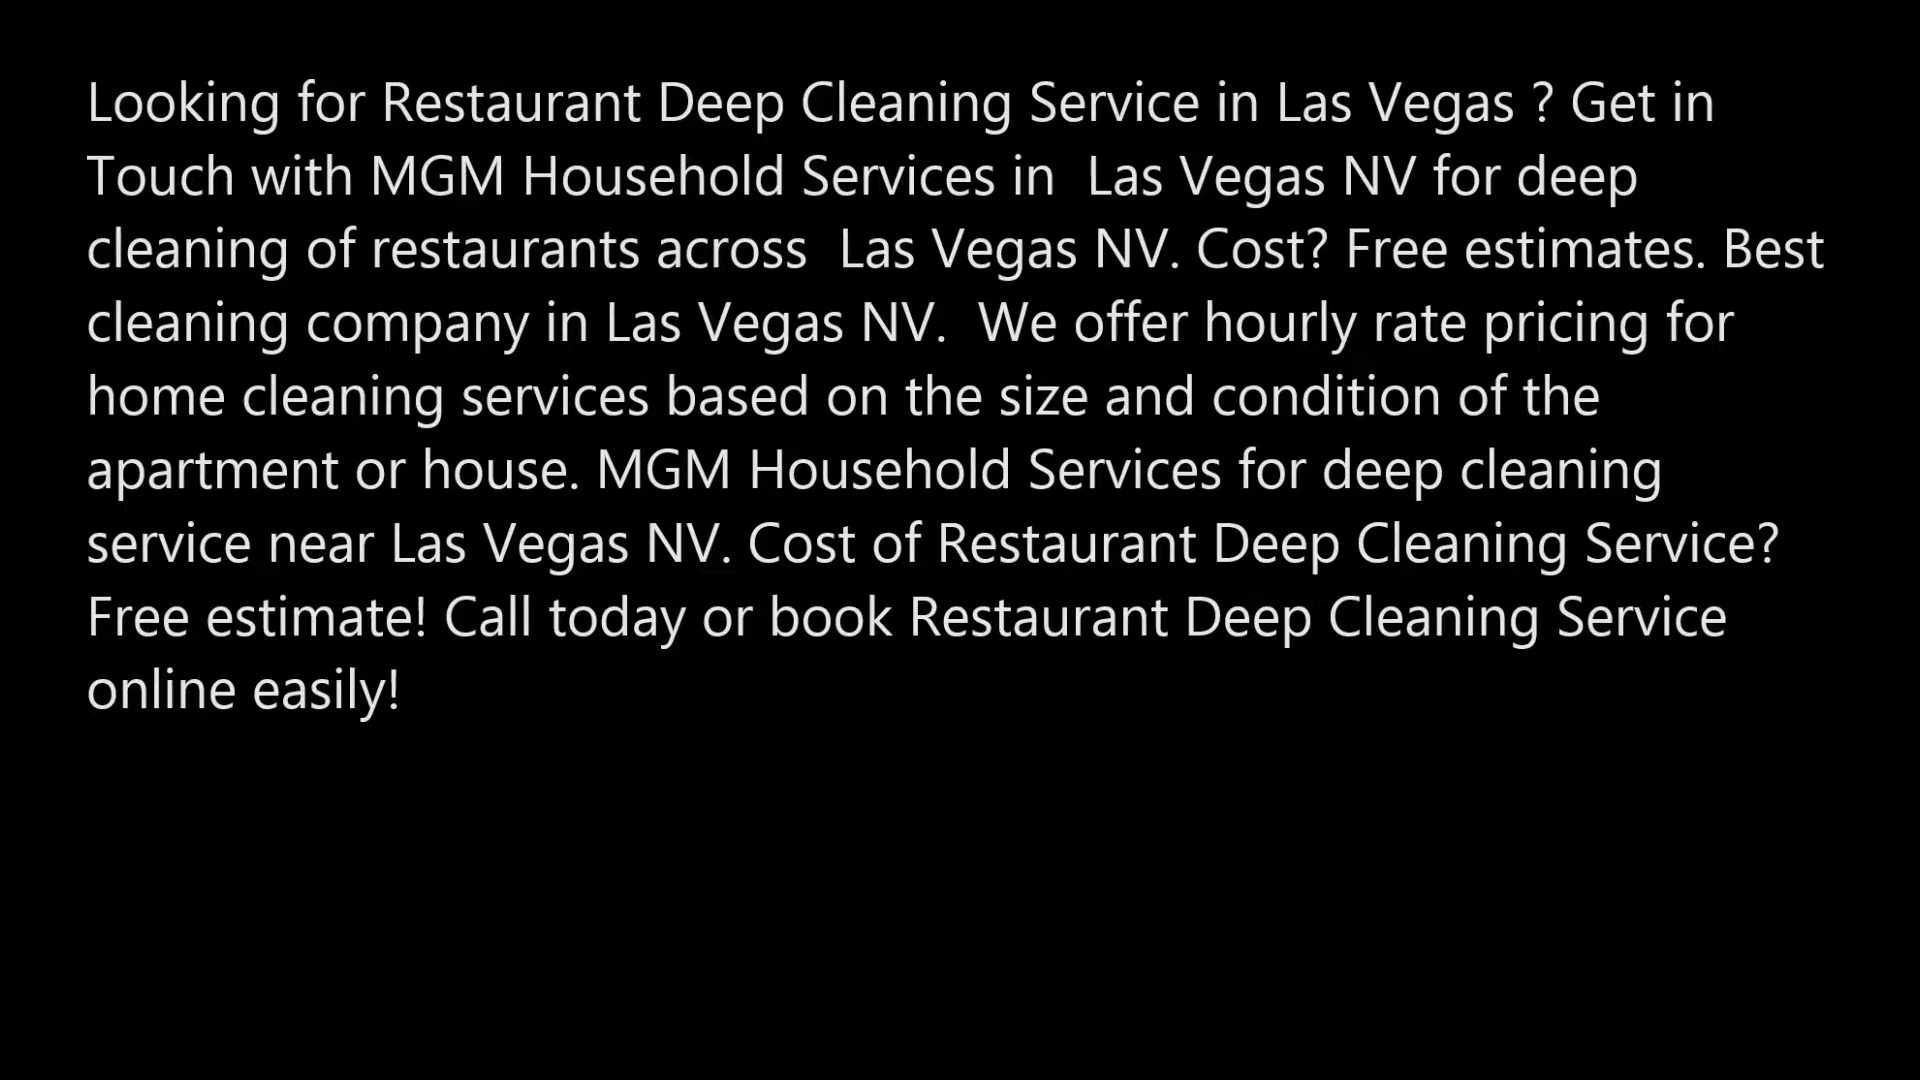 Looking for Restaurant Deep Cleaning Service in Las Vegas ? Get in
Touch with MGM Household Services in  Las Vegas NV for deep
cleaning of restaurants across  Las Vegas NV. Cost? Free estimates. Best
cleaning company in Las Vegas NV.  We offer hourly rate pricing for
home cleaning services based on the size and condition of the
apartment or house. MGM Household Services for deep cleaning
service near Las Vegas NV. Cost of Restaurant Deep Cleaning Service?
Free estimate! Call today or book Restaurant Deep Cleaning Service
online easily!